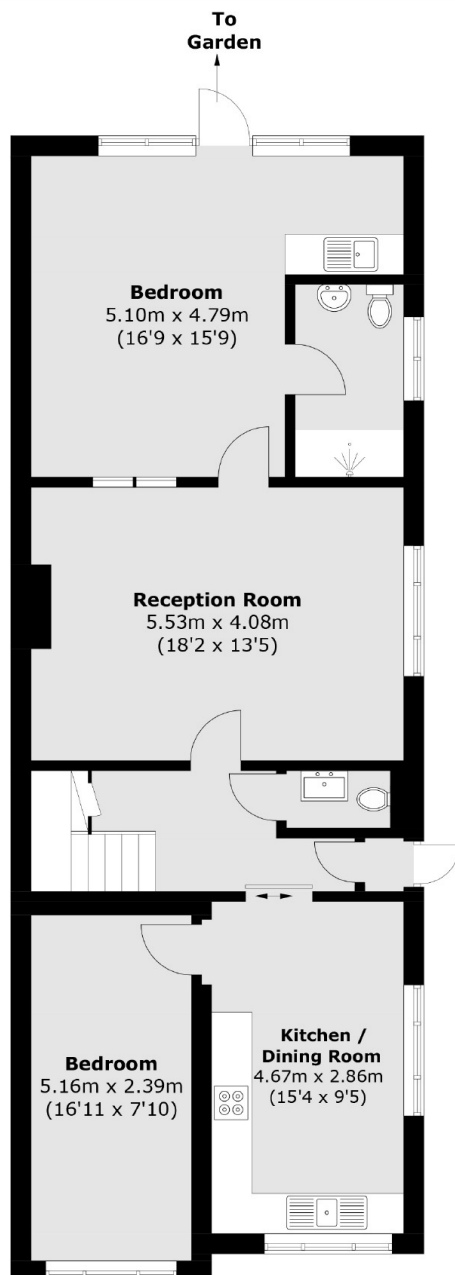 To
Garden
Bedroom
5.10m x 4.79m
(16'9 x 15'9)
Reception Room
5.53m x 4.08m
(18'2 x 13'5)
Kitchen /
Dining Room
4.67m x 2.86m
(15'4 x 9'5)
Bedroom
5.16m x 2.39m
(16'11 x 7'10)